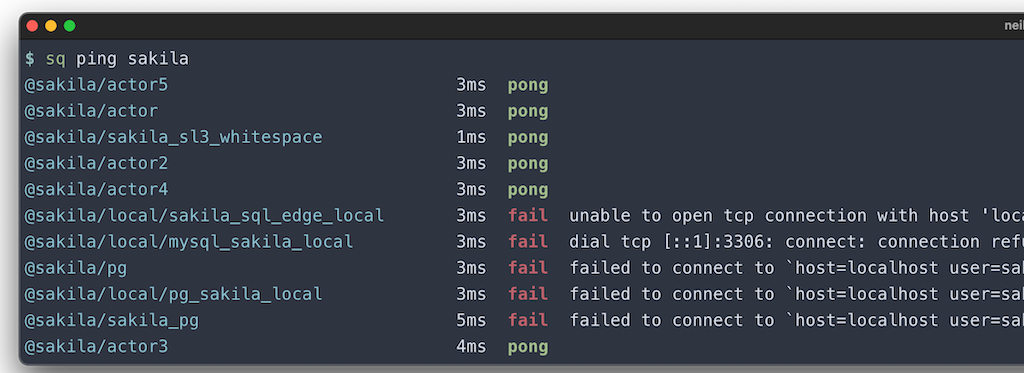 neil
$ sq ping sakila
@sakila/actor5 3ms pong
@sakila/actor 3ms pong
@sakila/sakila_sl3_whitespace 1ms pong
@sakila/actor2 3ms pong
@sakila/actor4 3ms pong
@sakila/local/sakila_sql_edge_local 3ms fail unable to open tcp connection with host 'loca
@sakila/local/mysql_sakila_local 3ms fail dial tcp [::1]:3306: connect: connection refu
@sakila/pg 3ms fail failed to connect to `host=localhost user=sak
@sakila/local/pg_sakila_local 3ms fail failed to connect to `host=localhost user=sak
@sakila/sakila_pg 5ms fail failed to connect to `host=localhost user=sak
@sakila/actor3 4ms pong